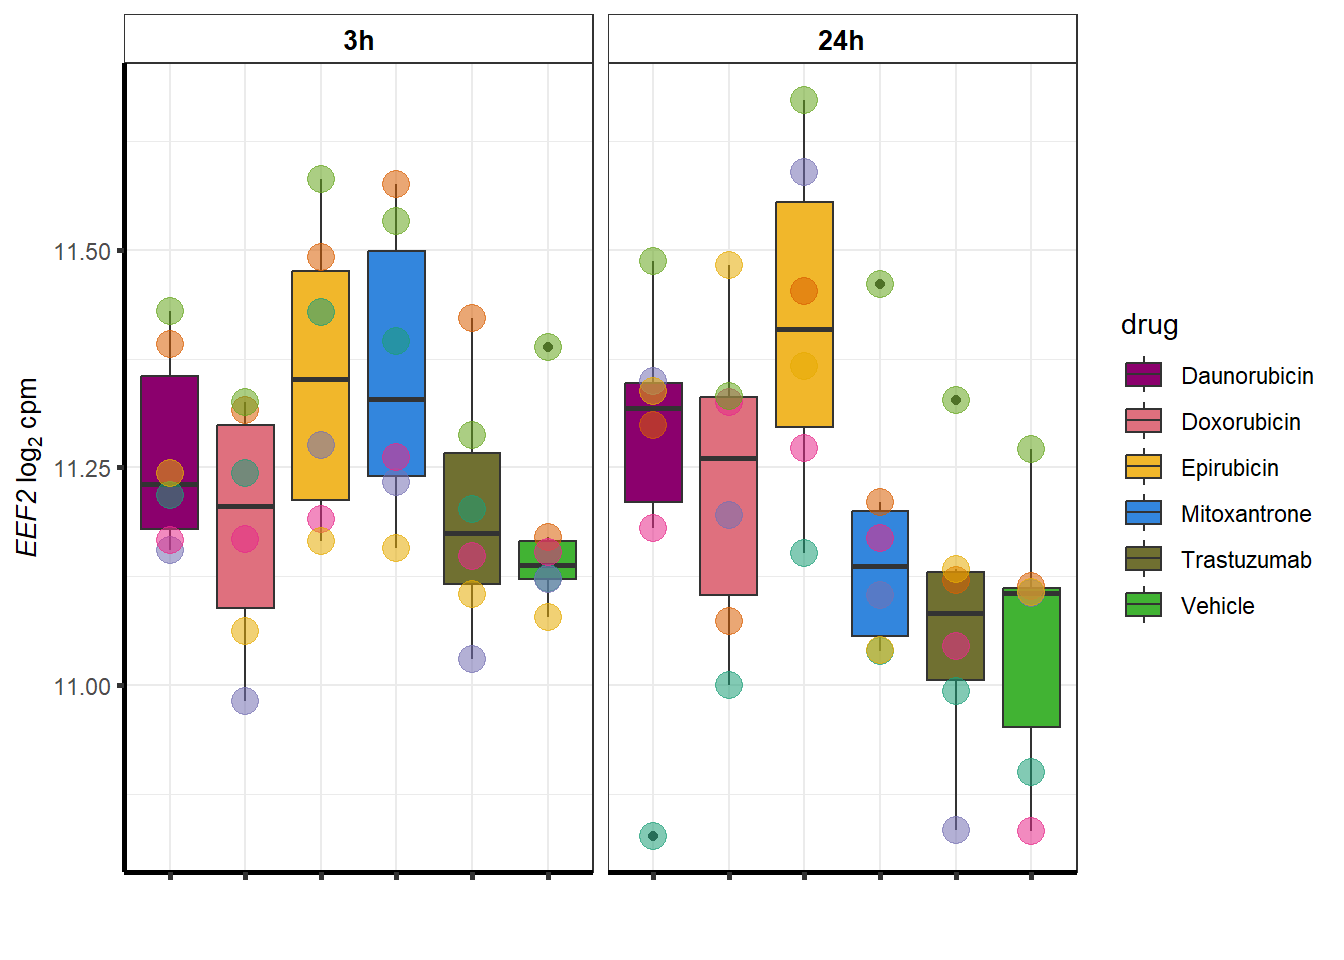 3h
24h
11.50
11.25
11.00
EEF2 log₂ cpm
drug
Daunorubicin
Doxorubicin
Epirubicin
Mitoxantrone
Trastuzumab
Vehicle